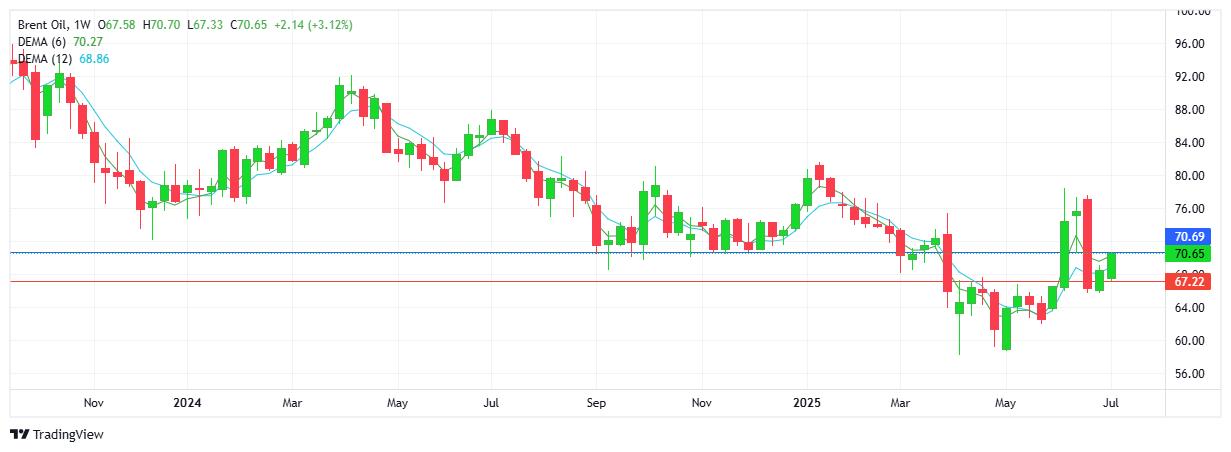 Brent Oil, 1W O67.58 H70.70 L67.33 C70.65 +2.14 (+3.12%)
DEMA (6) 70.27
DEMA (12) 68.86
100.00
96.00
92.00
88.00
84.00
80.00
76.00
70.69
70.65
68.00
67.22
64.00
60.00
56.00
Nov 2024 Mar May Jul Sep Nov 2025 Mar May Jul
TradingView